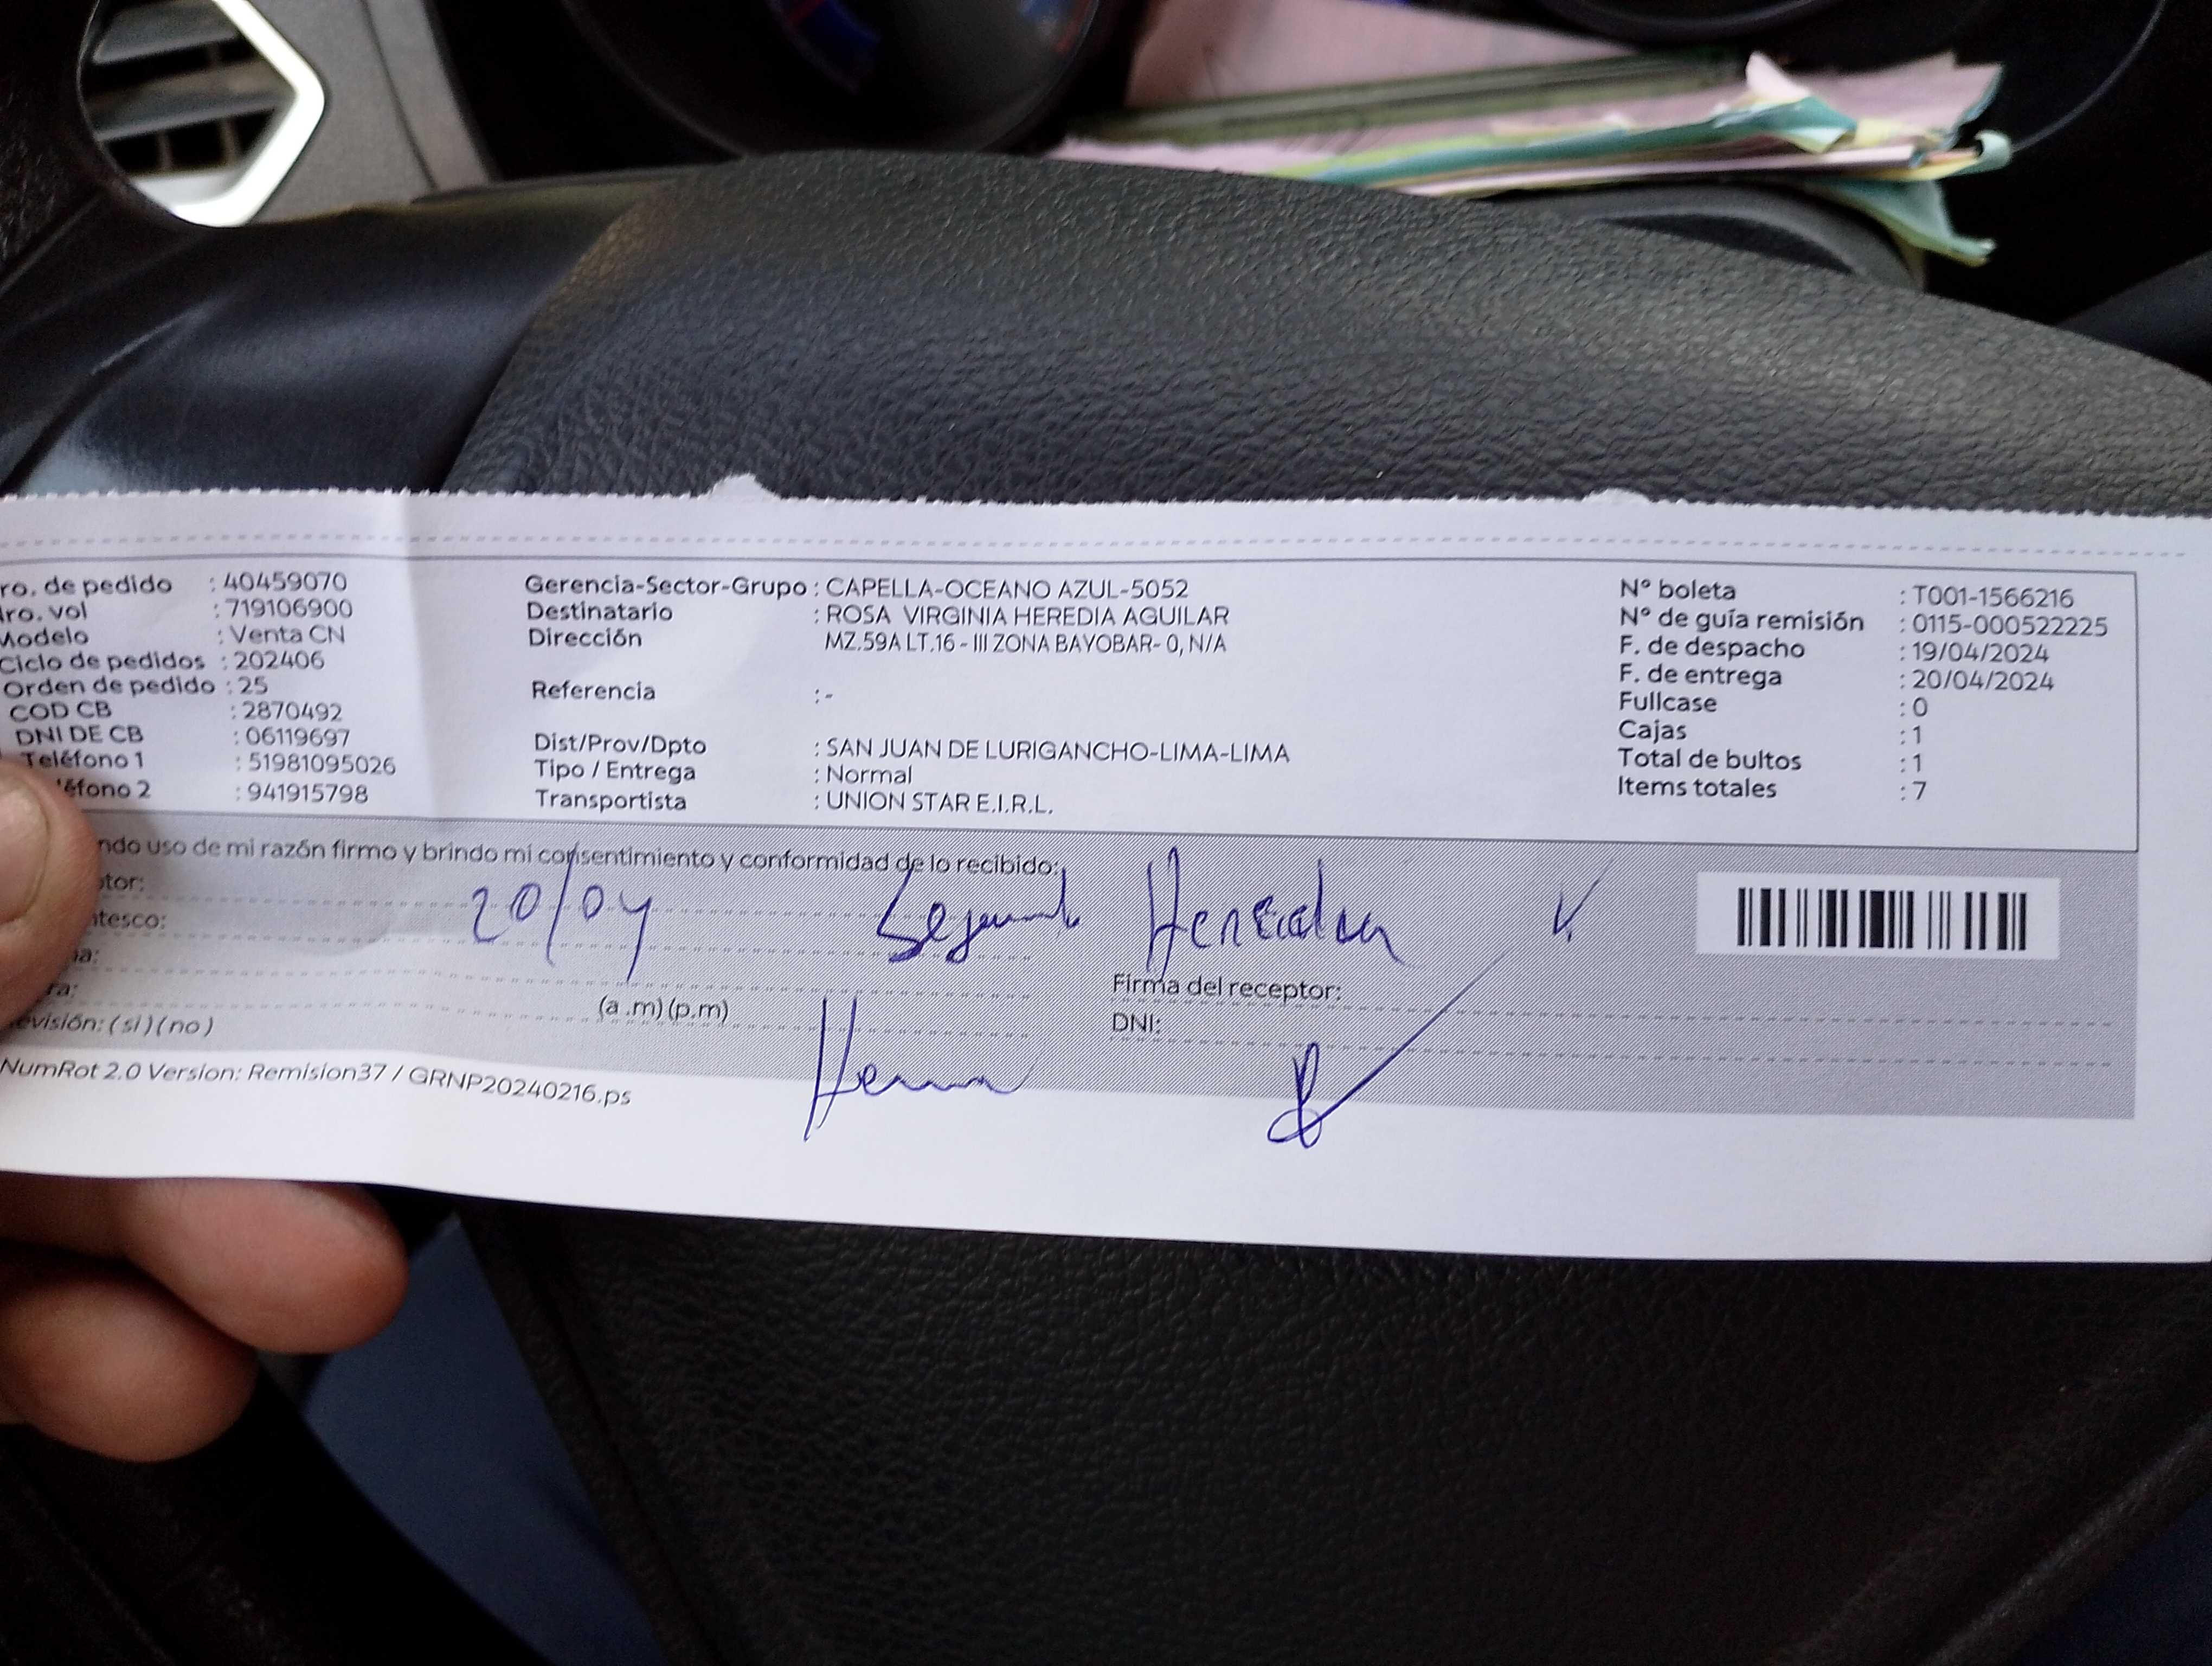 ro. de pedido : 40459070
ro. vol : 719106900
Modelo : Venta CN
Ciclo de pedidos : 202406
Orden de pedido : 25
COD CB : 2870492
DNI DE CB : 06119697
Teléfono 1 : 51981095026
léfono 2 : 941915798
Gerencia-Sector-Grupo : CAPELLA-OCEANO AZUL-5052
Destinatario : ROSA VIRGINIA HEREDIA AGUILAR
Dirección MZ.59A LT.16 - III ZONA BAYOBAR- 0, N/A
Referencia : -
Dist/Prov/Dpto : SAN JUAN DE LURIGANCHO-LIMA-LIMA
Tipo / Entrega : Normal
Transportista : UNION STAR E.I.R.L.
N° boleta : T001-1566216
N° de guía remisión : 0115-000522225
F. de despacho : 19/04/2024
F. de entrega : 20/04/2024
Fullcase : 0
Cajas : 1
Total de bultos : 1
Items totales : 7
ndo uso de mi razón firmo y brindo mi consentimiento y conformidad de lo recibido:
tor:
ntesco:
20/04
a:
ra: (a .m) (p.m)
evisión: ( si ) ( no )
Firma del receptor:
DNI:
NumRot 2.0 Version: Remision37 / GRNP20240216.ps